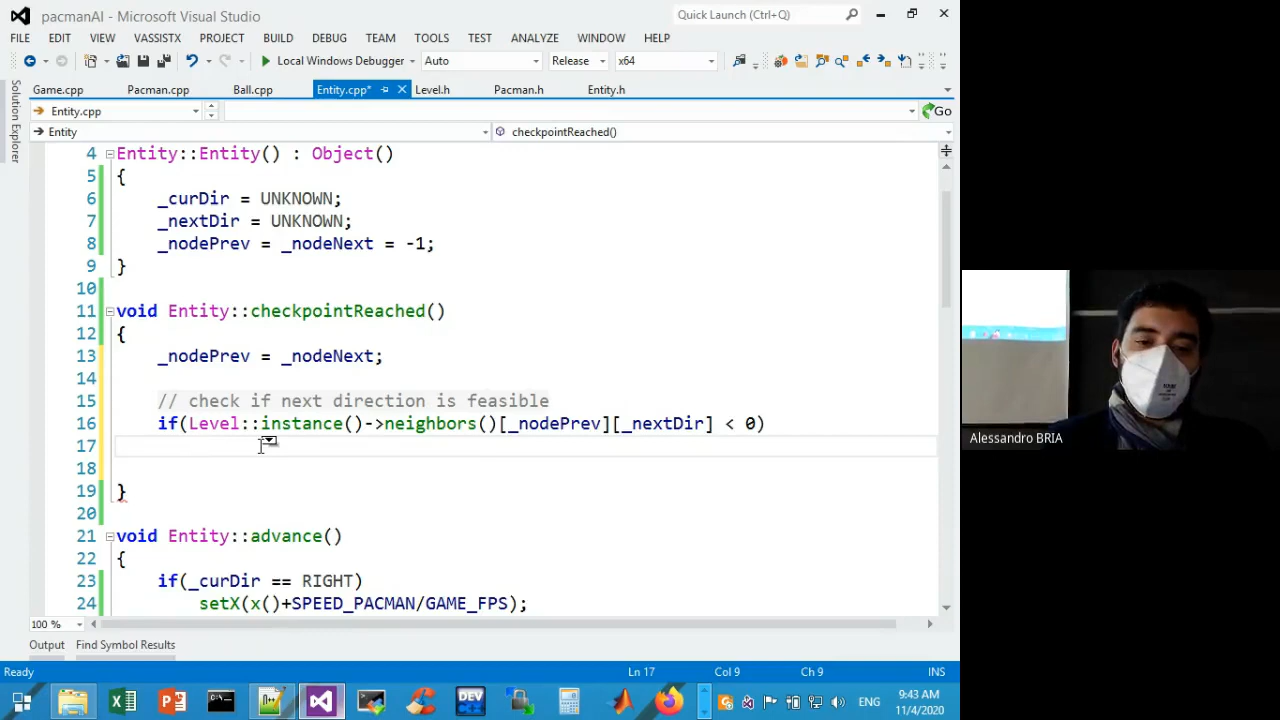 pacmanAI - Microsoft Visual Studio
Quick Launch (Ctrl+Q)
FILE EDIT VIEW VASSISTX PROJECT BUILD DEBUG TEAM TOOLS TEST ANALYZE WINDOW HELP
Local Windows Debugger Auto Release x64
Solution Explorer
Game.cpp Pacman.cpp Ball.cpp Entity.cpp* Level.h Pacman.h Entity.h
Entity.cpp Go
Entity checkpointReached()
4 Entity::Entity() : Object()
5 {
6 _curDir = UNKNOWN;
7 _nextDir = UNKNOWN;
8 _nodePrev = _nodeNext = -1;
9 }
10
11 void Entity::checkpointReached()
12 {
13 _nodePrev = _nodeNext;
14
15 // check if next direction is feasible
16 if(Level::instance()->neighbors()[_nodePrev][_nextDir] < 0)
17
18
19 }
20
21 void Entity::advance()
22 {
23 if(_curDir == RIGHT)
24 setX(x()+SPEED_PACMAN/GAME_FPS);
100 %
Output Find Symbol Results
Ready Ln 17 Col 9 Ch 9 INS
DEV
ENG
9:43 AM
11/4/2020
Alessandro BRIA